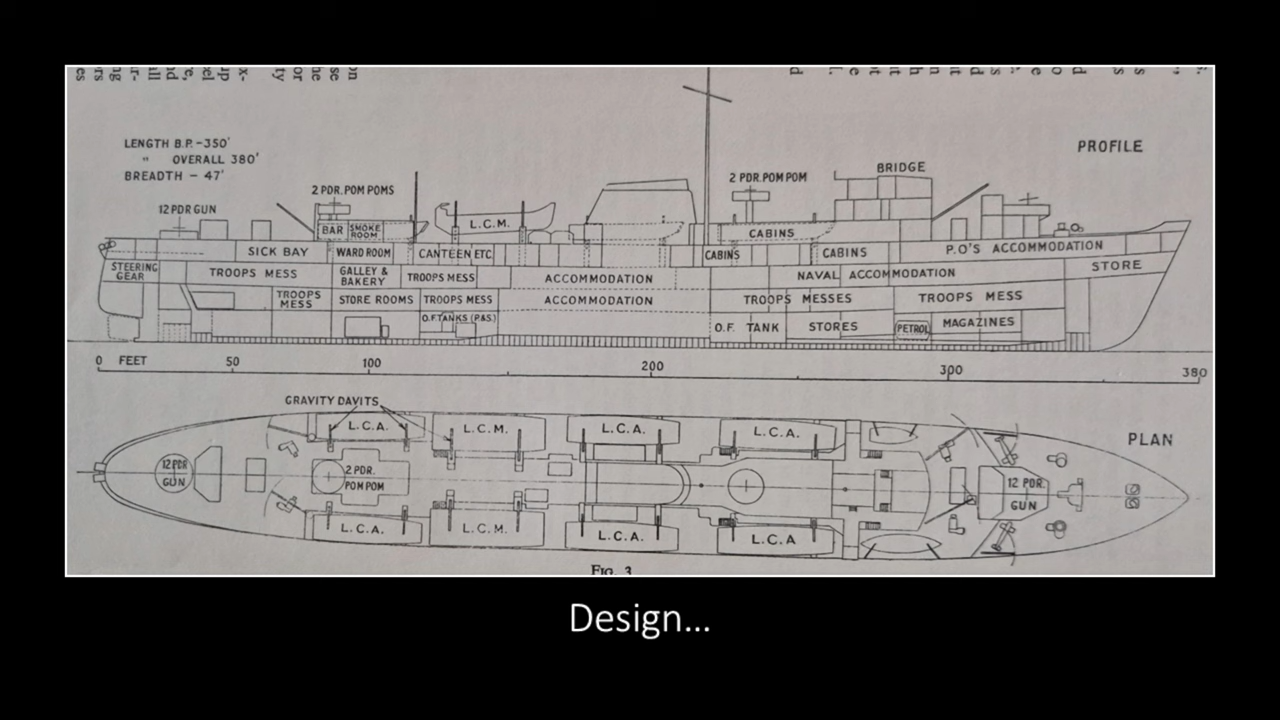 LENGTH B.P. - 350'
" OVERALL 380'
BREADTH - 47'
PROFILE
BRIDGE
2 PDR. POM POM
2 PDR. POM POMS
12 PDR GUN
L.C.M.
BAR
SMOKE
ROOM
CABINS
SICK BAY
WARD ROOM
CANTEEN ETC.
CABINS
CABINS
P.O'S ACCOMMODATION
STEERING
GEAR
TROOPS MESS
GALLEY &
BAKERY
TROOPS MESS
ACCOMMODATION
NAVAL ACCOMMODATION
STORE
TROOPS
MESS
STORE ROOMS
TROOPS MESS
ACCOMMODATION
TROOPS MESSES
TROOPS MESS
O.F. TANKS (P.&S.)
O.F. TANK
STORES
PETROL
MAGAZINES
0 FEET 50 100 200 300 380
GRAVITY DAVITS
L.C.A.
L.C.M.
L.C.A.
L.C.A.
PLAN
12 PDR
GUN
2 PDR.
POM POM
12 PDR.
GUN
L.C.A.
L.C.M.
L.C.A.
L.C.A
FIG. 3
Design...